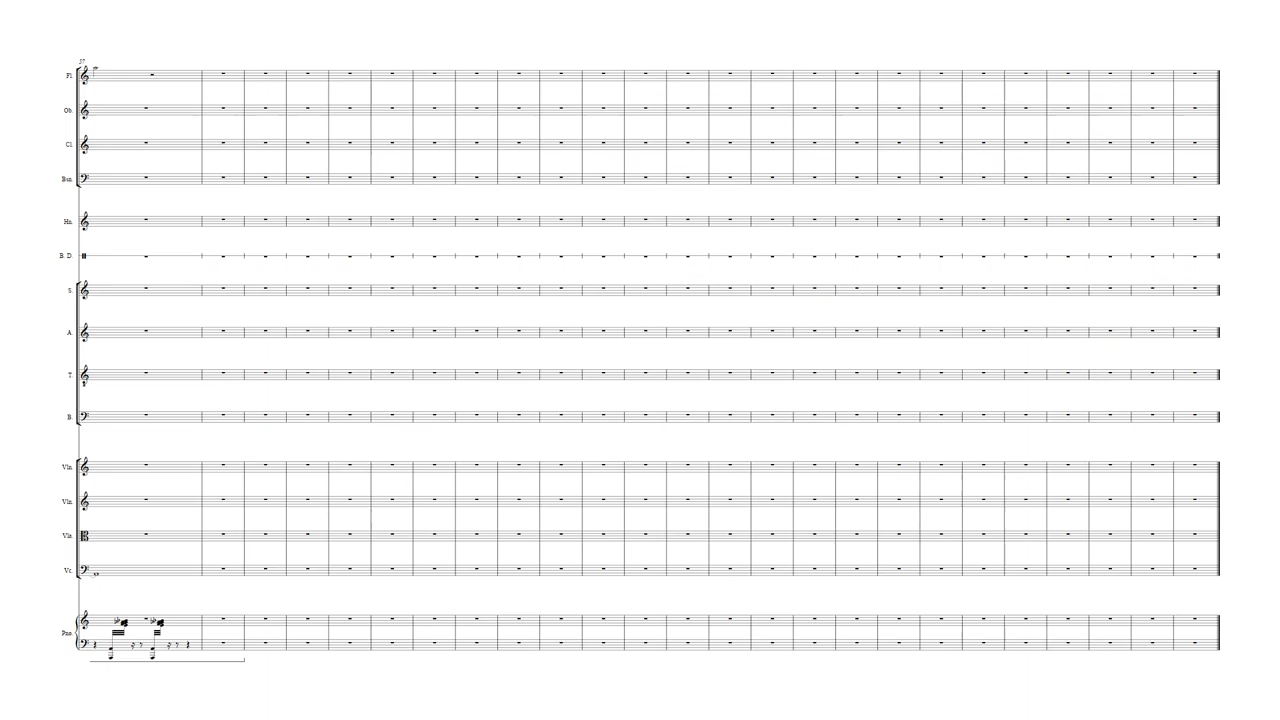 57
Fl.
Ob.
Cl.
Bsn.
Hn.
B. D.
S.
A.
T.
B.
Vln.
Vln.
Vla.
Vc.
Pno.